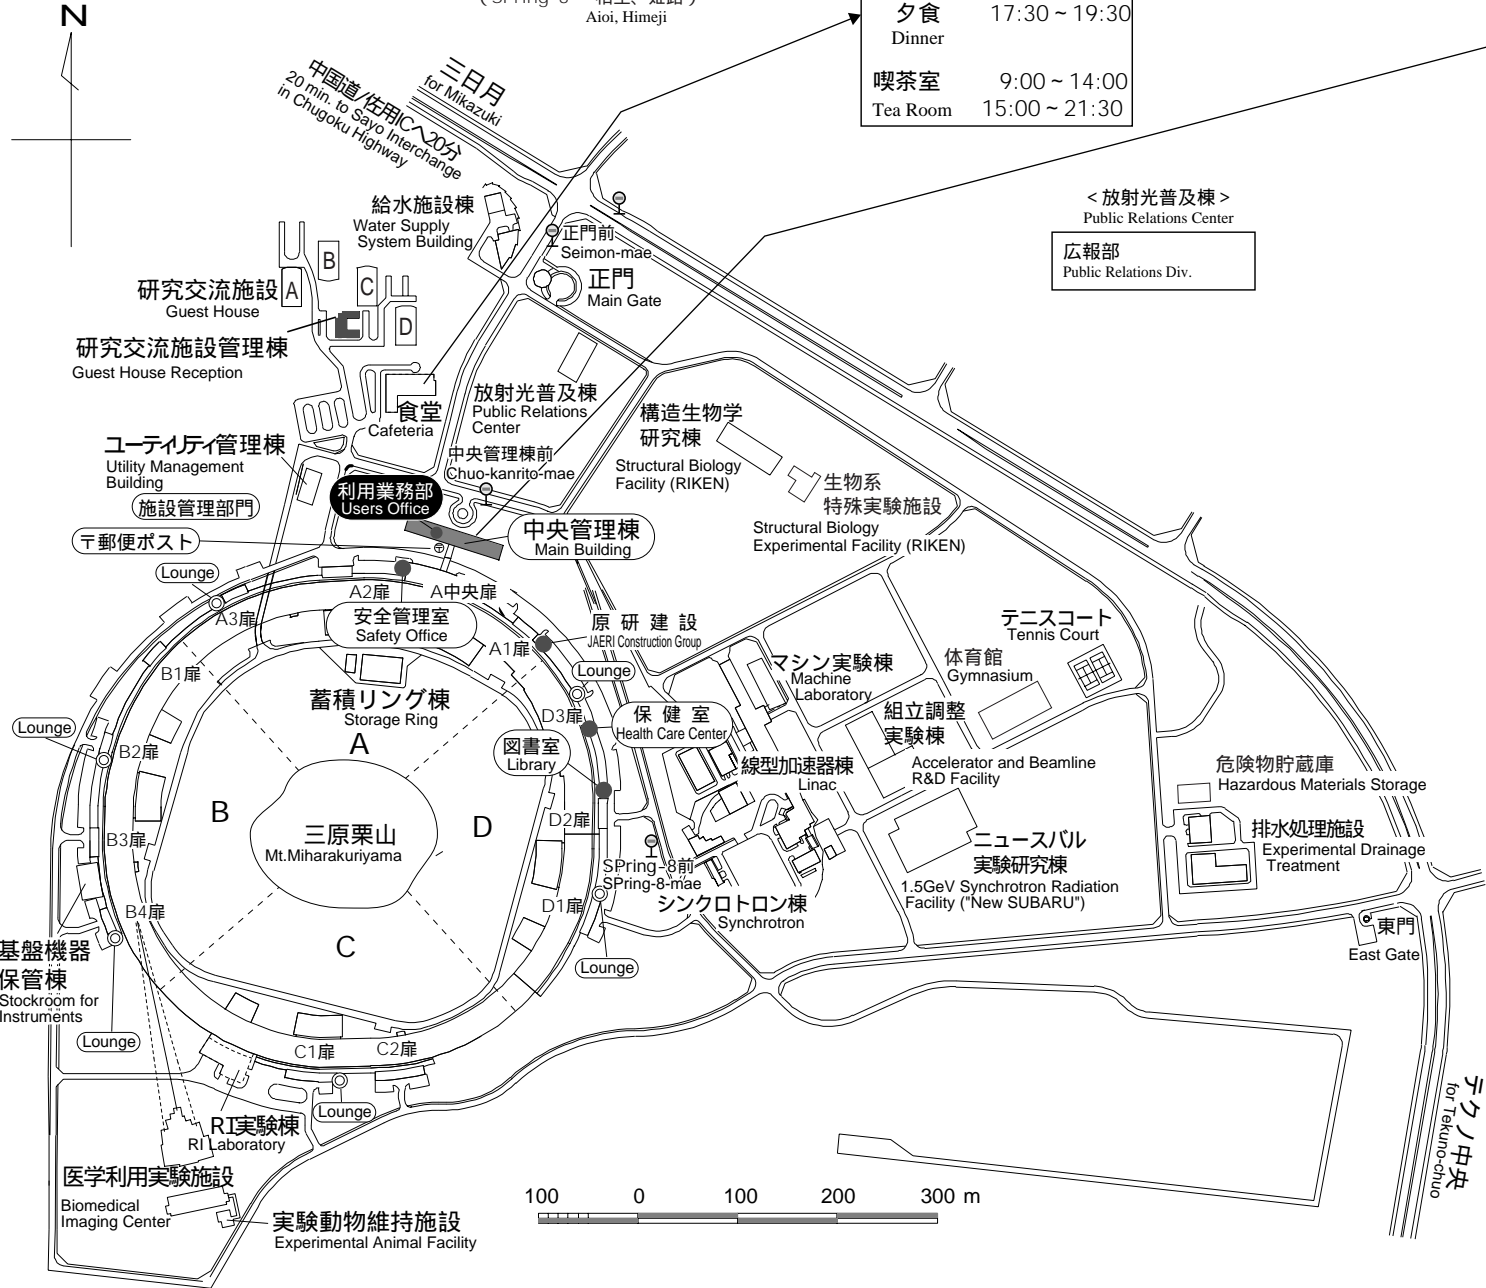 Aioi, Himeji
夕食 17:30 ~ 19:30
Dinner
喫茶室 9:00 ~ 14:00
Tea Room 15:00 ~ 21:30
N
三日月
for Mikazuki
中国道/佐用ICへ20分
20 min. to Sayo Interchange
in Chugoku Highway
<放射光普及棟>
Public Relations Center
広報部
Public Relations Div.
給水施設棟
Water Supply
System Building
正門前
Seimon-mae
正門
Main Gate
A
B
C
D
研究交流施設
Guest House
研究交流施設管理棟
Guest House Reception
食堂
Cafeteria
放射光普及棟
Public Relations
Center
構造生物学
研究棟
Structural Biology
Facility (RIKEN)
生物系
特殊実験施設
Structural Biology
Experimental Facility (RIKEN)
ユーティリティ管理棟
Utility Management
Building
施設管理部門
中央管理棟前
Chuo-kanrito-mae
利用業務部
Users Office
中央管理棟
Main Building
〒郵便ポスト
〒
Lounge
A3扉
A2扉
A中央扉
安全管理室
Safety Office
A1扉
原研建設
JAERI Construction Group
Lounge
B1扉
蓄積リング棟
Storage Ring
A
D3扉
保健室
Health Care Center
図書室
Library
マシン実験棟
Machine
Laboratory
体育館
Gymnasium
テニスコート
Tennis Court
組立調整
実験棟
Accelerator and Beamline
R&D Facility
線型加速器棟
Linac
危険物貯蔵庫
Hazardous Materials Storage
Lounge
B2扉
B
三原栗山
Mt.Miharakuriyama
D
D2扉
B3扉
SPring-8前
SPring-8-mae
シンクロトロン棟
Synchrotron
ニュースバル
実験研究棟
1.5GeV Synchrotron Radiation
Facility ("New SUBARU")
排水処理施設
Experimental Drainage
Treatment
東門
East Gate
B4扉
D1扉
C
Lounge
基盤機器
保管棟
Stockroom for
Instruments
Lounge
C1扉
C2扉
Lounge
RI実験棟
RI Laboratory
医学利用実験施設
Biomedical
Imaging Center
実験動物維持施設
Experimental Animal Facility
100 0 100 200 300 m
テクノ中央
for Tekuno-chuo